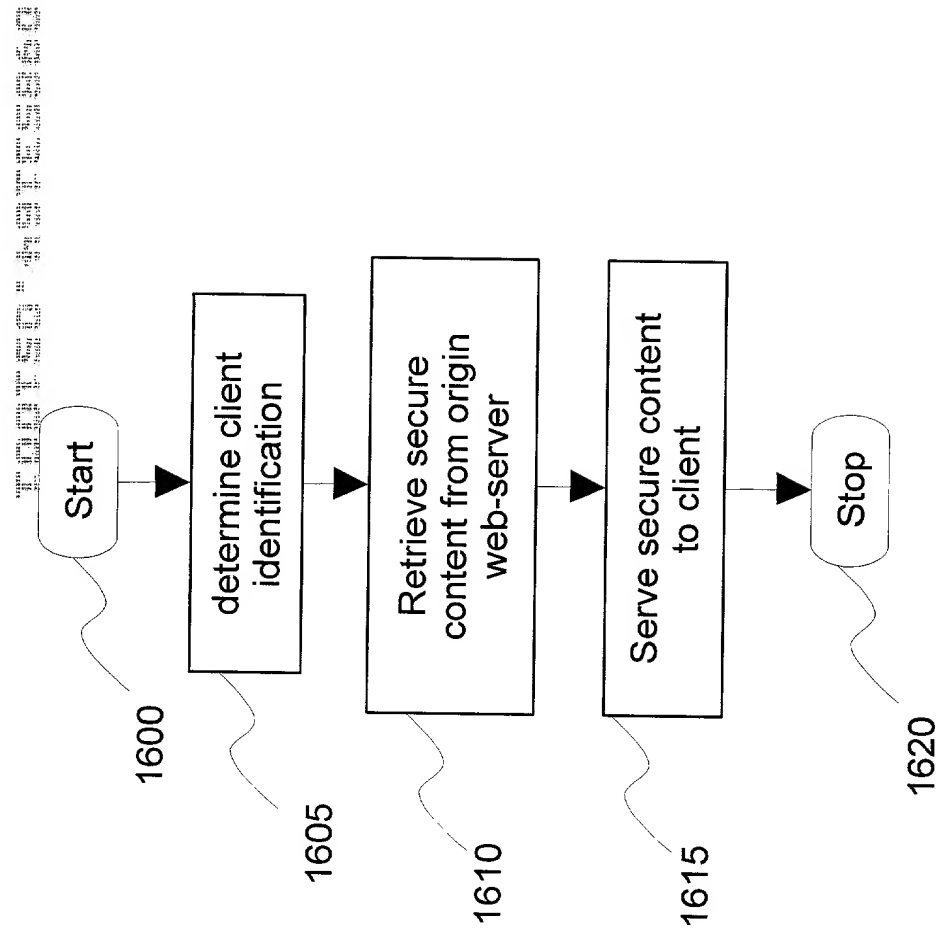 Start
1600
determine client
identification
1605
Retrieve secure
content from origin
web-server
1610
Serve secure content
to client
1615
Stop
1620